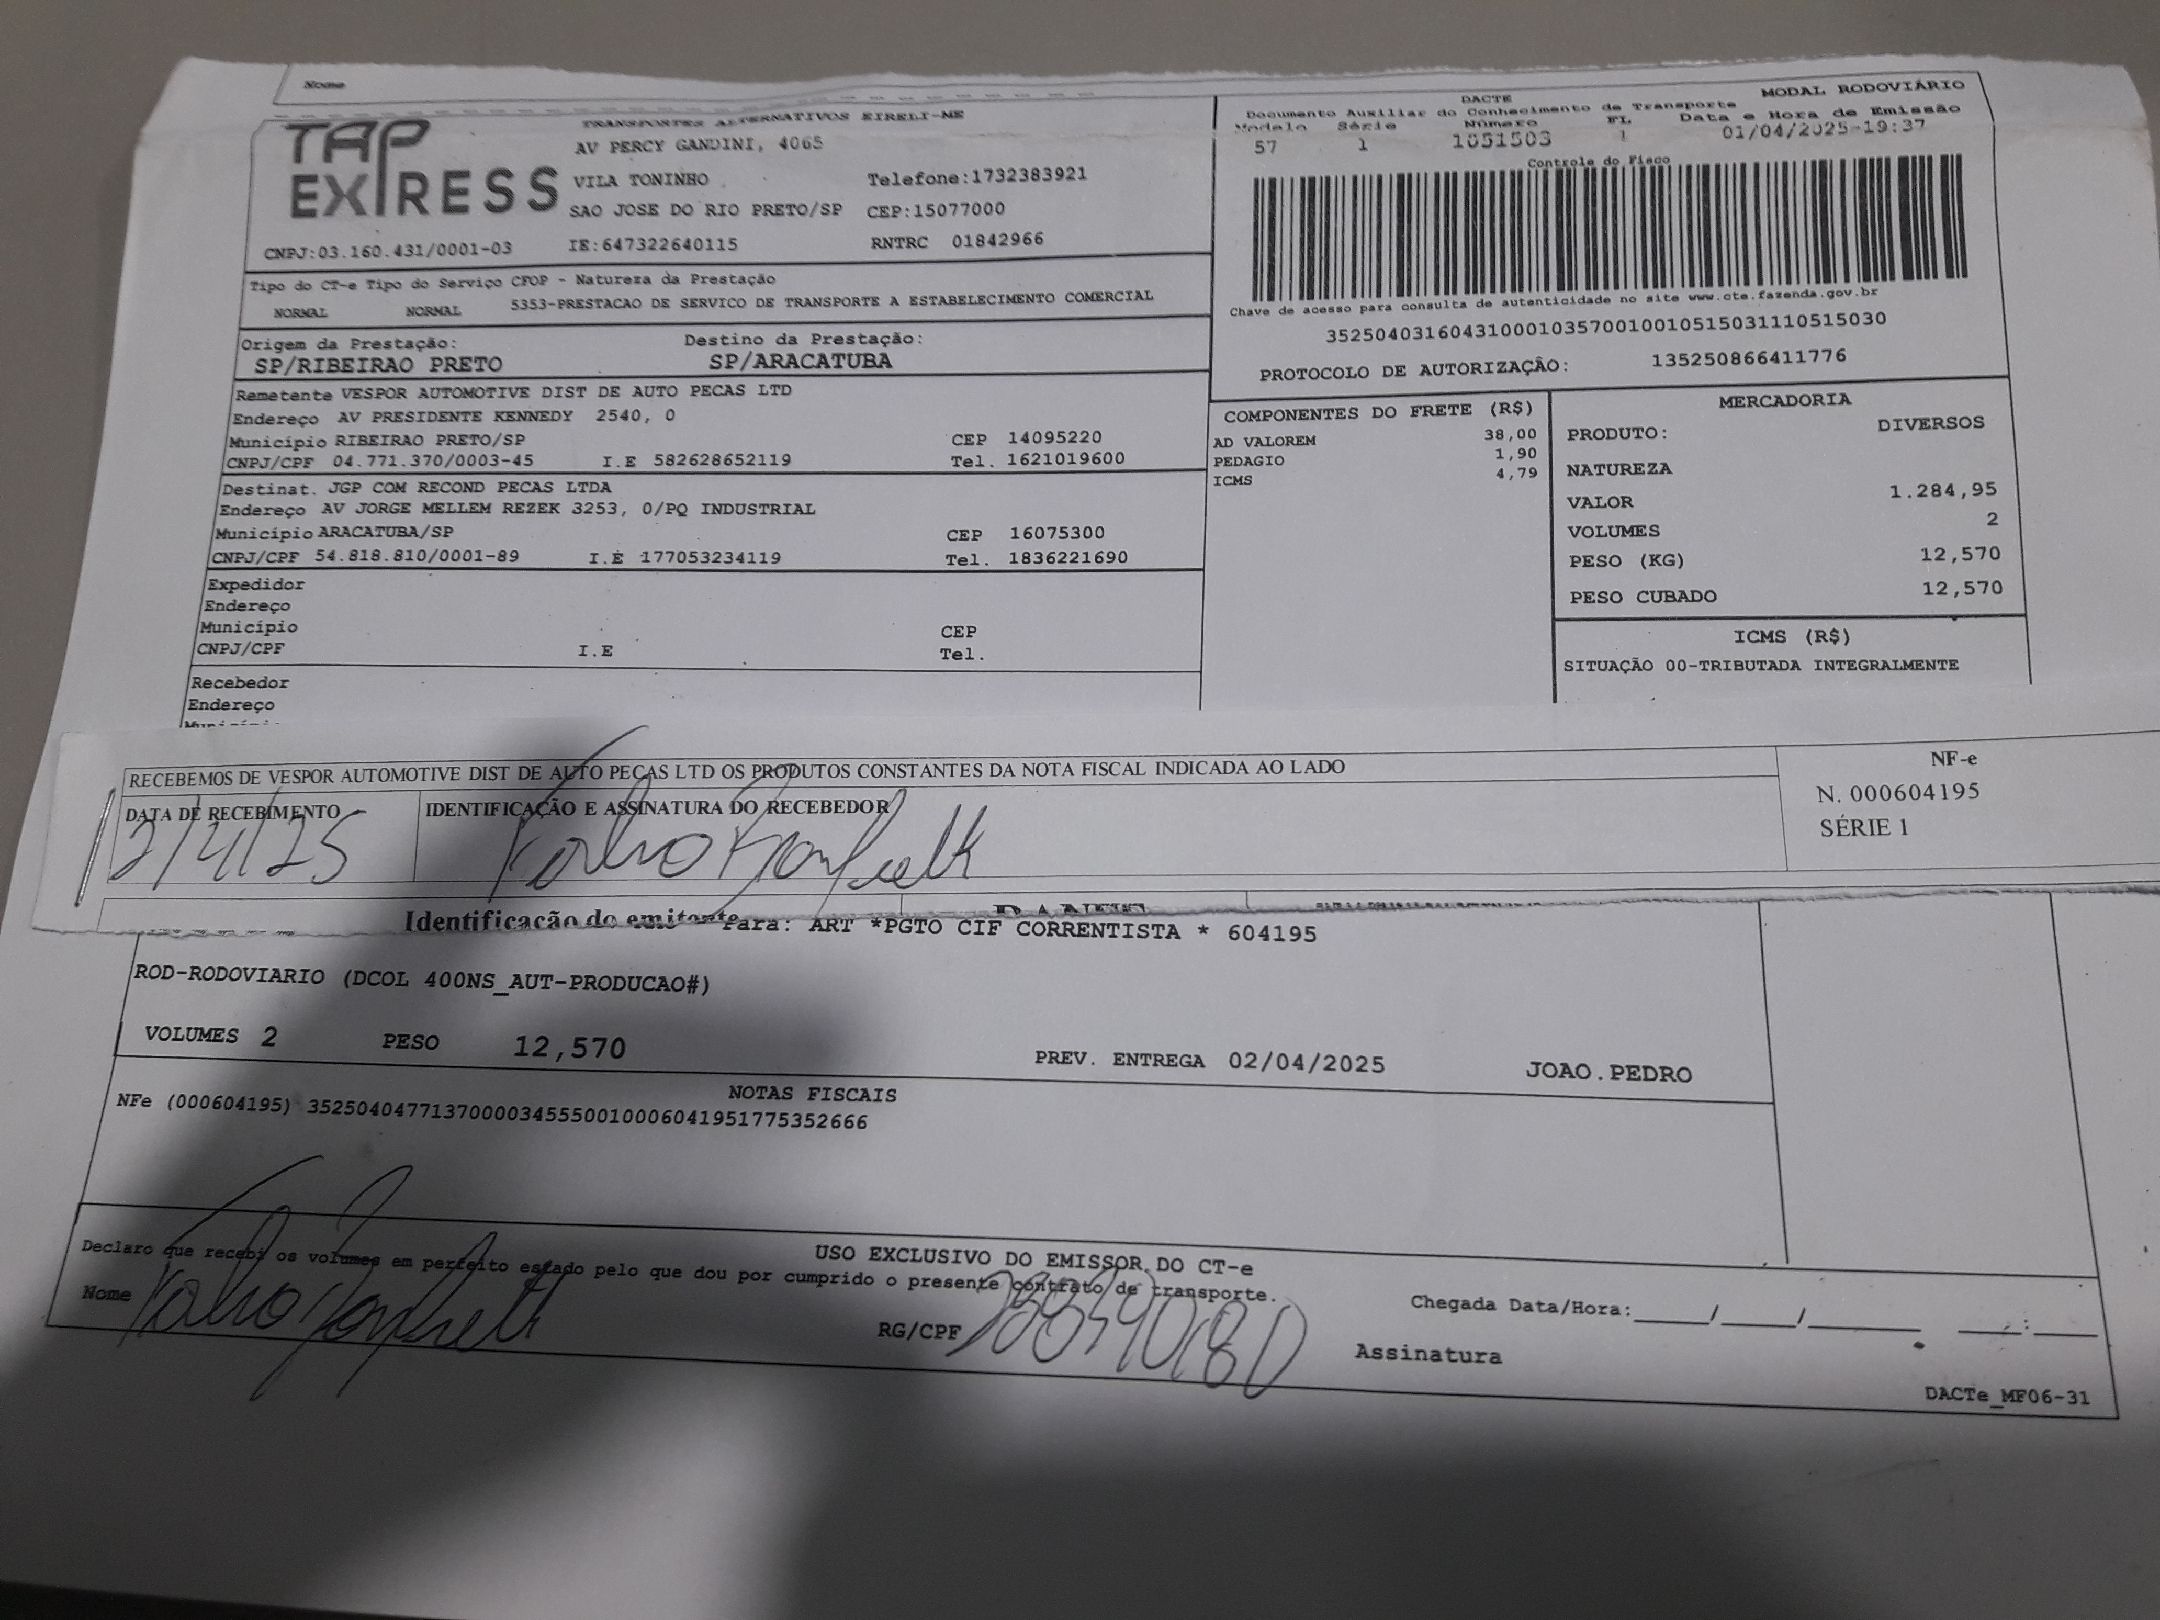 Nome
TAP EXPRESS
TRANSPORTES ALTERNATIVOS EIRELI-ME
AV PERCY GANDINI, 4065
VILA TONINHO Telefone:1732383921
SAO JOSE DO RIO PRETO/SP CEP:15077000
CNPJ:03.160.431/0001-03 IE:647322640115 RNTRC 01842966
DACTE MODAL RODOVIÁRIO
Documento Auxiliar do Conhecimento de Transporte
Modelo Série Número FL Data e Hora de Emissão
57 1 1051503 1 01/04/2025-19:37
Controle do Fisco
Chave de acesso para consulta de autenticidade no site www.cte.fazenda.gov.br
35250403160431000103570010010515031110515030
PROTOCOLO DE AUTORIZAÇÃO: 135250866411776
Tipo do CT-e Tipo do Serviço CFOP - Natureza da Prestação
NORMAL NORMAL 5353-PRESTACAO DE SERVICO DE TRANSPORTE A ESTABELECIMENTO COMERCIAL
Origem da Prestação: Destino da Prestação:
SP/RIBEIRAO PRETO SP/ARACATUBA
Remetente VESPOR AUTOMOTIVE DIST DE AUTO PECAS LTD
Endereço AV PRESIDENTE KENNEDY 2540, 0
Município RIBEIRAO PRETO/SP CEP 14095220
CNPJ/CPF 04.771.370/0003-45 I.E 582628652119 Tel. 1621019600
Destinat. JGP COM RECOND PECAS LTDA
Endereço AV JORGE MELLEM REZEK 3253, 0/PQ INDUSTRIAL
Município ARACATUBA/SP CEP 16075300
CNPJ/CPF 54.818.810/0001-89 I.E 177053234119 Tel. 1836221690
Expedidor
Endereço
Município CEP
CNPJ/CPF I.E Tel.
Recebedor
Endereço
Município
COMPONENTES DO FRETE (R$)
AD VALOREM 38,00
PEDAGIO 1,90
ICMS 4,79
MERCADORIA
PRODUTO: DIVERSOS
NATUREZA
VALOR 1.284,95
VOLUMES 2
PESO (KG) 12,570
PESO CUBADO 12,570
ICMS (R$)
SITUAÇÃO 00-TRIBUTADA INTEGRALMENTE
RECEBEMOS DE VESPOR AUTOMOTIVE DIST DE AUTO PECAS LTD OS PRODUTOS CONSTANTES DA NOTA FISCAL INDICADA AO LADO
DATA DE RECEBIMENTO IDENTIFICAÇÃO E ASSINATURA DO RECEBEDOR
2/4/25
NF-e
N. 000604195
SÉRIE 1
Identificação do emitente DANFE
Para: ART *PGTO CIF CORRENTISTA * 604195
ROD-RODOVIARIO (DCOL 400NS_AUT-PRODUCAO#)
VOLUMES 2 PESO 12,570 PREV. ENTREGA 02/04/2025 JOAO.PEDRO
NOTAS FISCAIS
NFe (000604195) 35250404771370000345550010006041951775352666
USO EXCLUSIVO DO EMISSOR DO CT-e
Declaro que recebi os volumes em perfeito estado pelo que dou por cumprido o presente contrato de transporte.
Nome RG/CPF Chegada Data/Hora:____/____/______ ___:___
Assinatura
DACTe_MF06-31